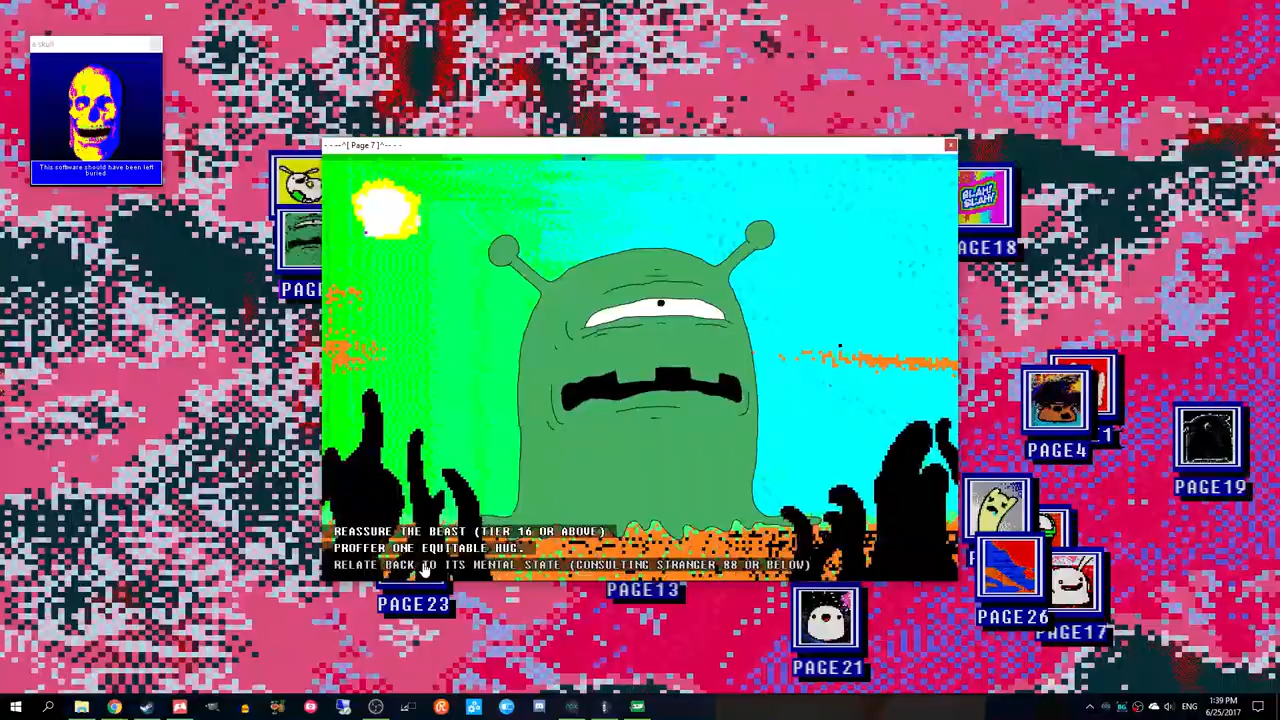 a skull
This software should have been left
buried
- - --^[ Page 7 ]^-- - -
REASSURE THE BEAST (TIER 16 OR ABOVE)
PROFFER ONE EQUITABLE HUG.
RELATE BACK TO ITS MENTAL STATE (CONSULTING STRANGER 88 OR BELOW)
BLAH!
BLAH!
PAGE4
PAGE19
PAGE23
PAGE13
PAGE21
PAGE26
PAGE17
ENG
1:39 PM
6/25/2017